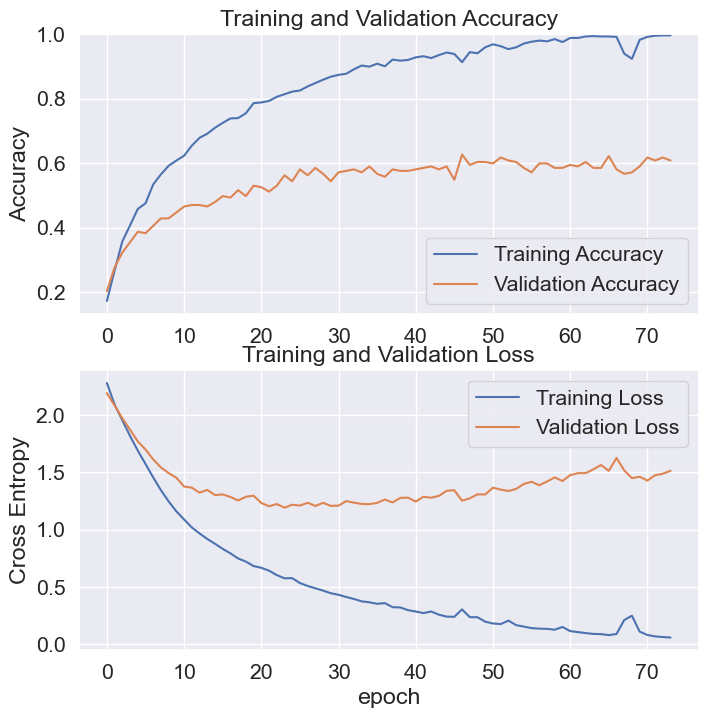 Training and Validation Accuracy
Accuracy
1.0
0.8
0.6
0.4
0.2
Training Accuracy
Validation Accuracy
0 10 20 30 40 50 60 70
Training and Validation Loss
Cross Entropy
2.0
1.5
1.0
0.5
0.0
Training Loss
Validation Loss
0 10 20 30 40 50 60 70
epoch